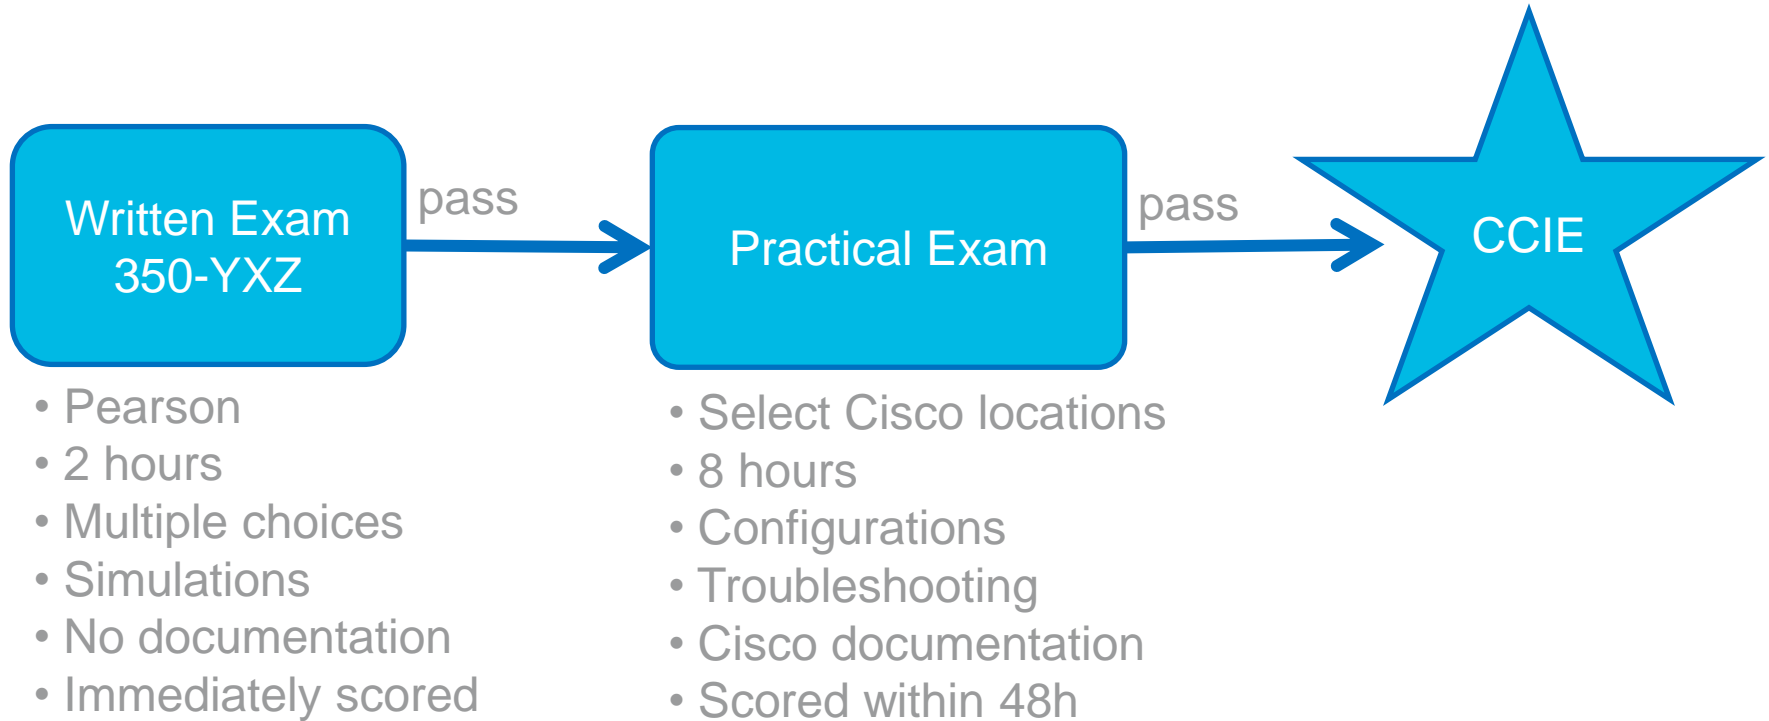 Written Exam
350-YXZ
pass
Practical Exam
pass
CCIE
• Pearson
• 2 hours
• Multiple choices
• Simulations
• No documentation
• Immediately scored
• Select Cisco locations
• 8 hours
• Configurations
• Troubleshooting
• Cisco documentation
• Scored within 48h